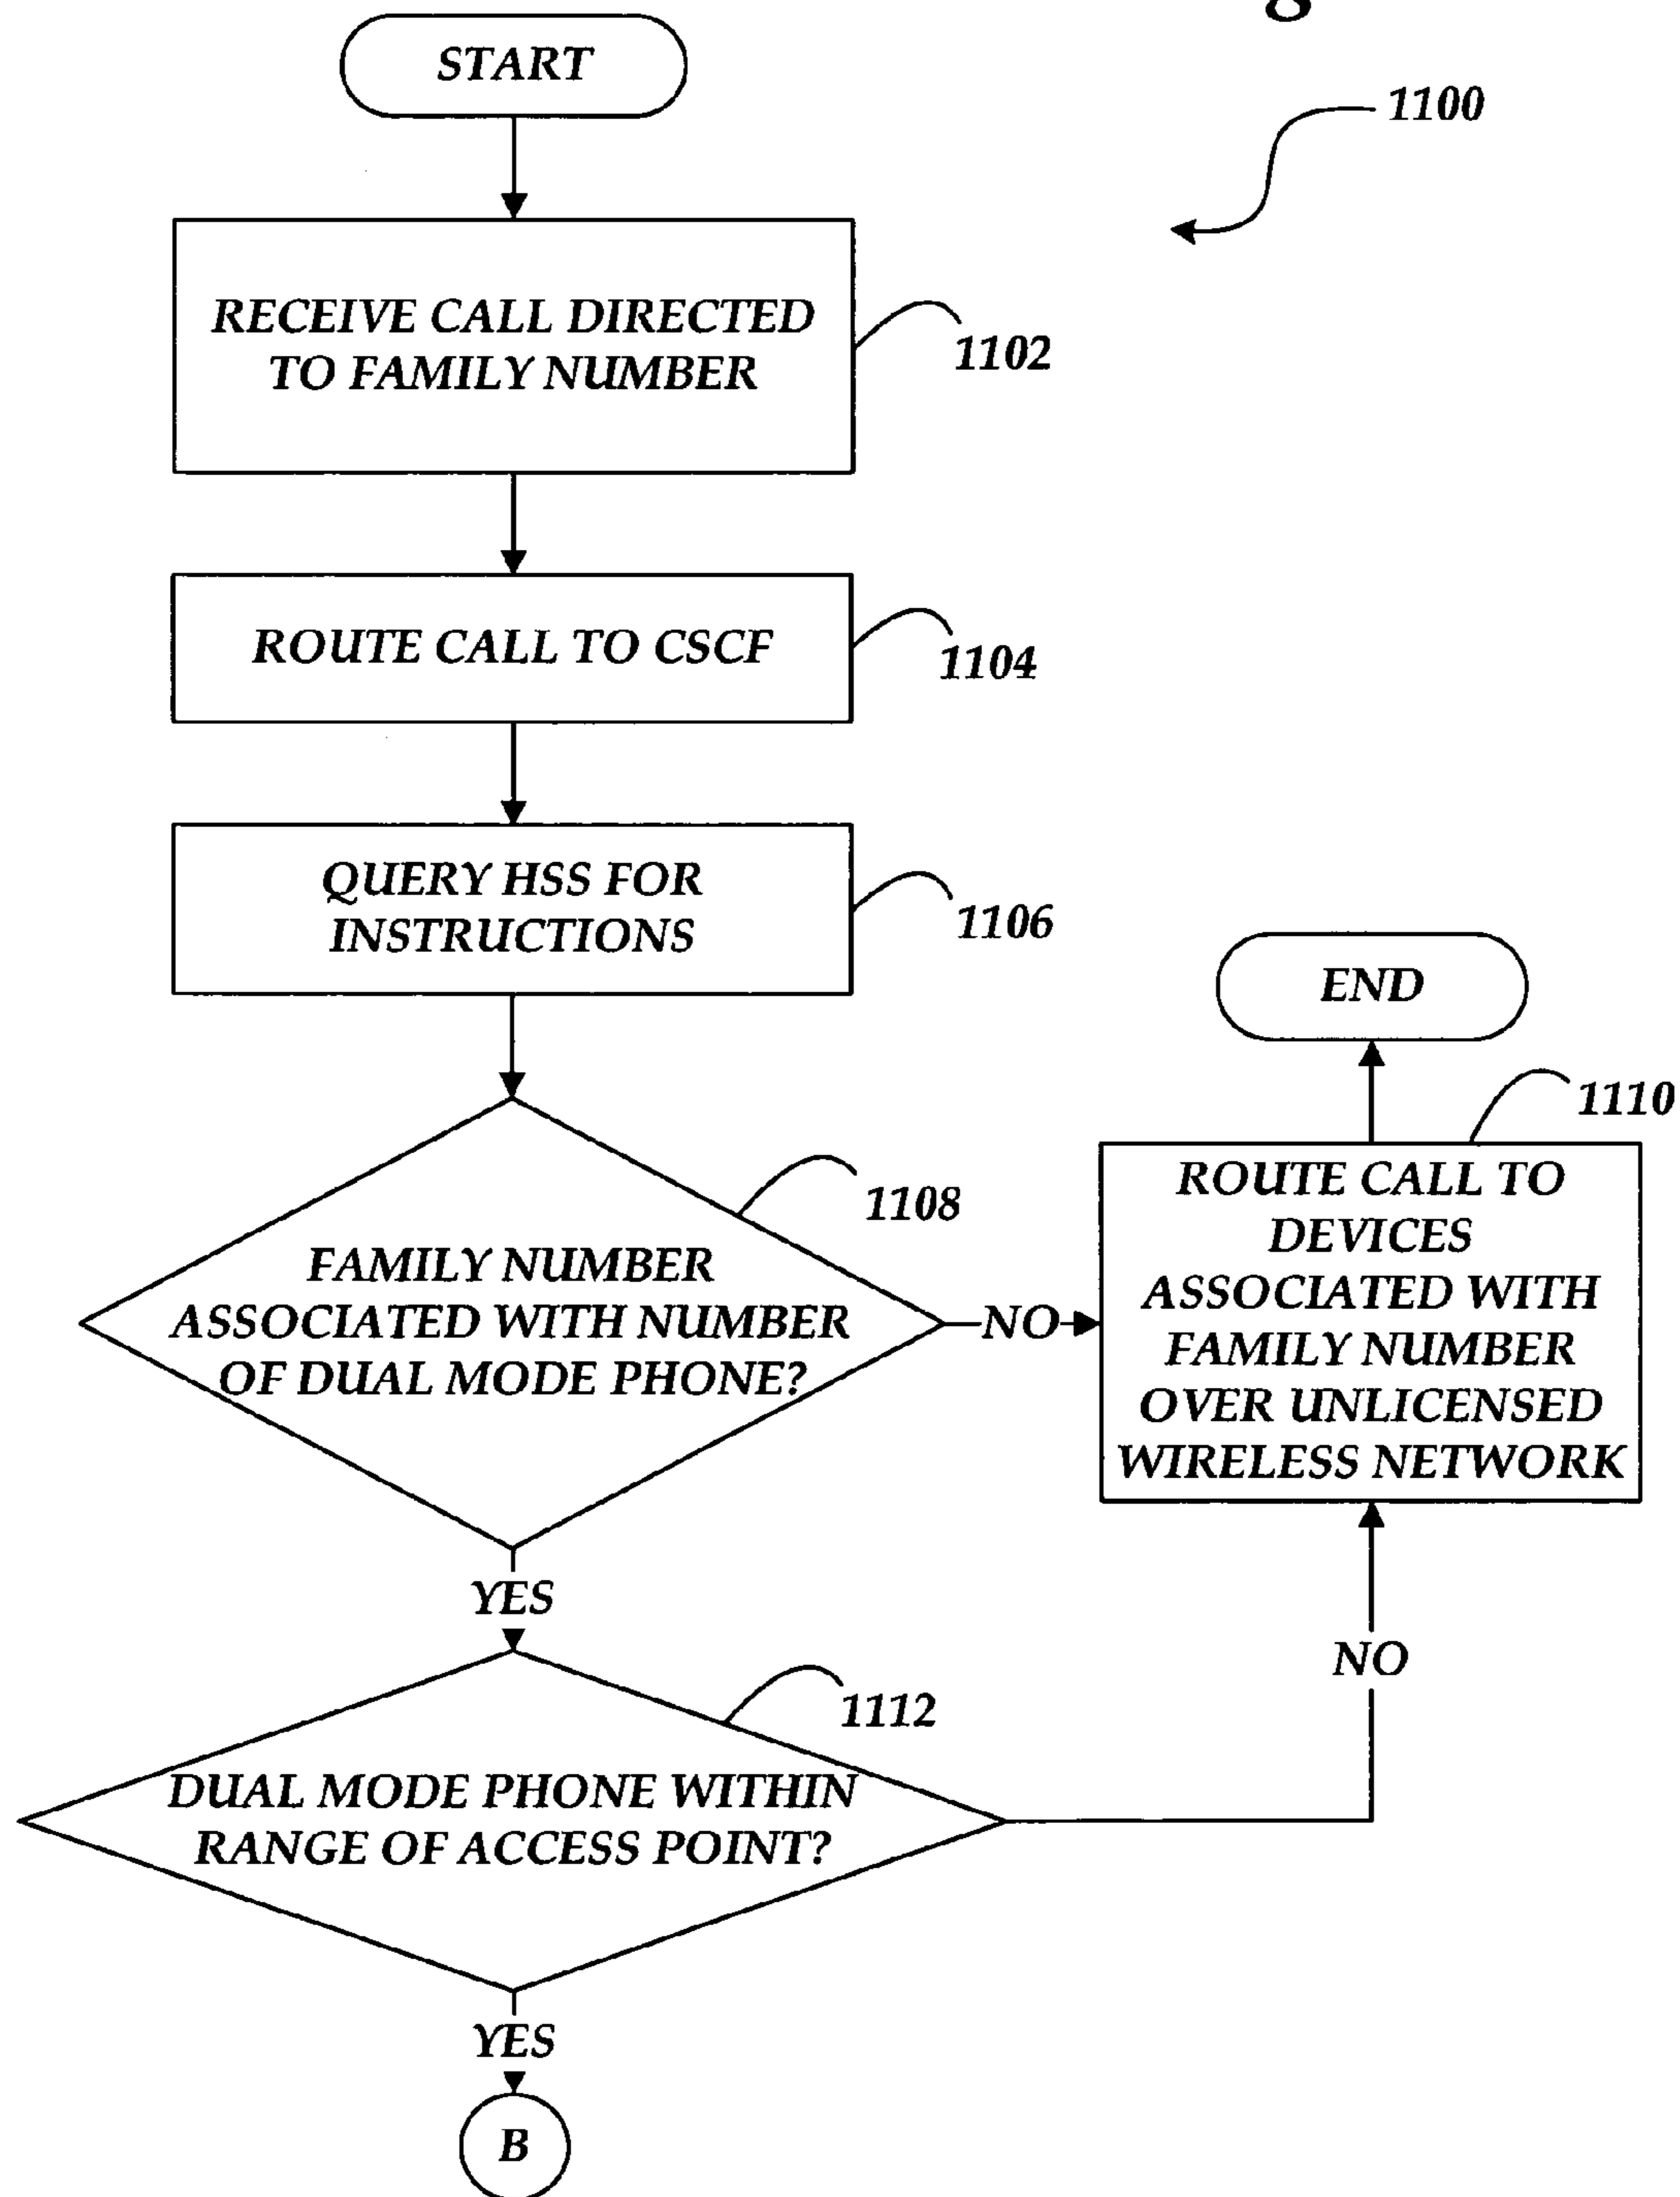 START
1100
RECEIVE CALL DIRECTED
TO FAMILY NUMBER
1102
ROUTE CALL TO CSCF
1104
QUERY HSS FOR
INSTRUCTIONS
1106
END
1110
ROUTE CALL TO
DEVICES
ASSOCIATED WITH
FAMILY NUMBER
OVER UNLICENSED
WIRELESS NETWORK
1108
FAMILY NUMBER
ASSOCIATED WITH NUMBER
OF DUAL MODE PHONE?
NO
YES
NO
1112
DUAL MODE PHONE WITHIN
RANGE OF ACCESS POINT?
YES
B